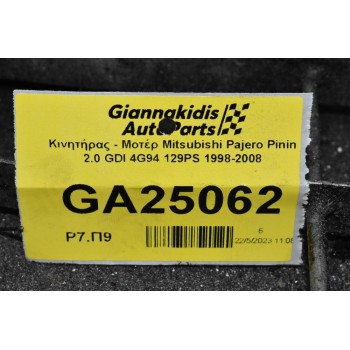 Giannakidis
AutoParts
Κινητήρας - Μοτέρ Mitsubishi Pajero Pinin
2.0 GDI 4G94 129PS 1998-2008
GA25062
Ρ7.Π9
6
22/5/2023 11:0